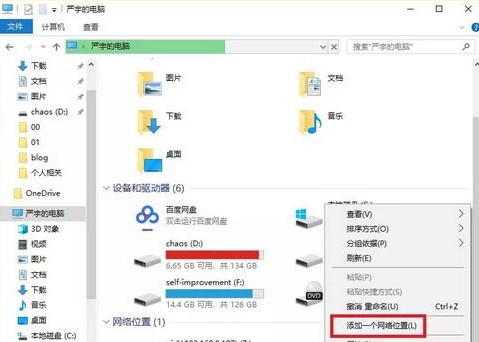 严宇的电脑
文件
计算机
查看
严宇的电脑
搜索"严宇的电脑"
下载
文档
图片
chaos (D:)
00
01
blog
个人相关
OneDrive
严宇的电脑
3D 对象
视频
图片
文档
下载
音乐
桌面
本地磁盘 (C:)
图片
文档
下载
音乐
桌面
设备和驱动器 (6)
百度网盘
双击运行百度网盘
chaos (D:)
6.65 GB 可用，共 134 GB
self-improvement (F:)
14.4 GB 可用，共 126 GB
DVD
网络位置 (1)
查看(V)
排序方式(O)
分组依据(P)
刷新(E)
粘贴(P)
粘贴快捷方式(S)
撤消 重命名(U) Ctrl+Z
添加一个网络位置(L)